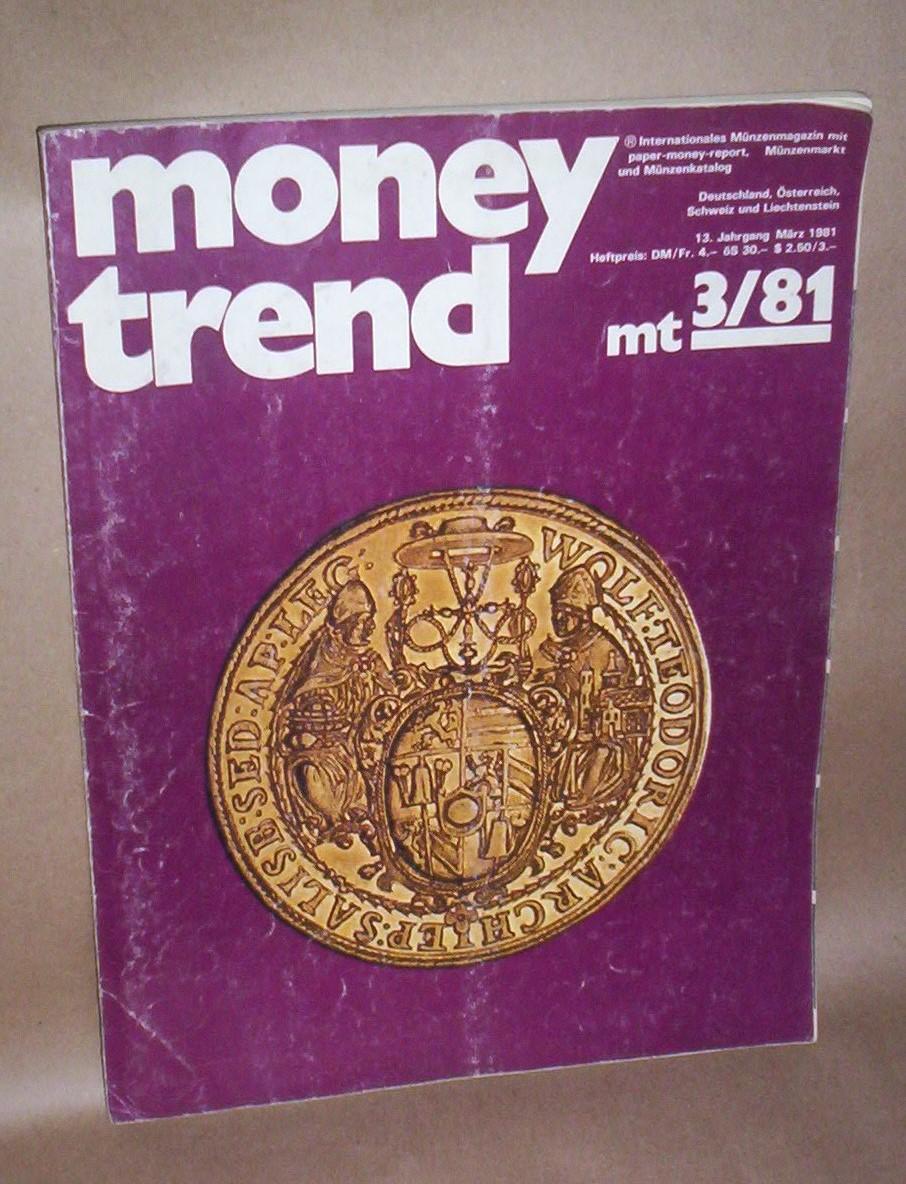 money
trend
® Internationales Münzenmagazin mit
paper-money-report, Münzenmarkt
und Münzenkatalog
Deutschland, Österreich,
Schweiz und Liechtenstein
13. Jahrgang März 1981
Heftpreis: DM/Fr. 4,– öS 30.– $ 2.50/3.–
mt 3/81
WOLF:TEODORIC:ARCHIEP:SALISB:SED:AP:LEG: